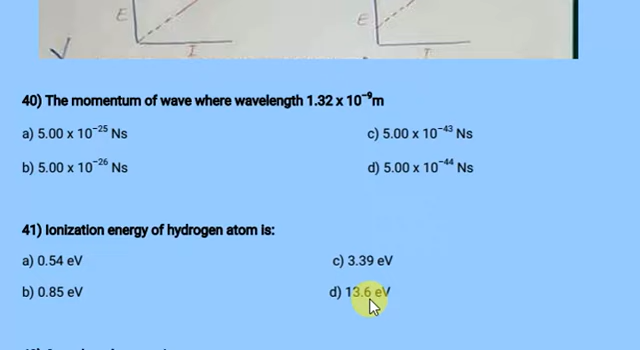 E
I
E
I
40) The momentum of wave where wavelength 1.32 x 10⁻⁹m
a) 5.00 x 10⁻²⁵ Ns
c) 5.00 x 10⁻⁴³ Ns
b) 5.00 x 10⁻²⁶ Ns
d) 5.00 x 10⁻⁴⁴ Ns
41) Ionization energy of hydrogen atom is:
a) 0.54 eV
c) 3.39 eV
b) 0.85 eV
d) 13.6 eV